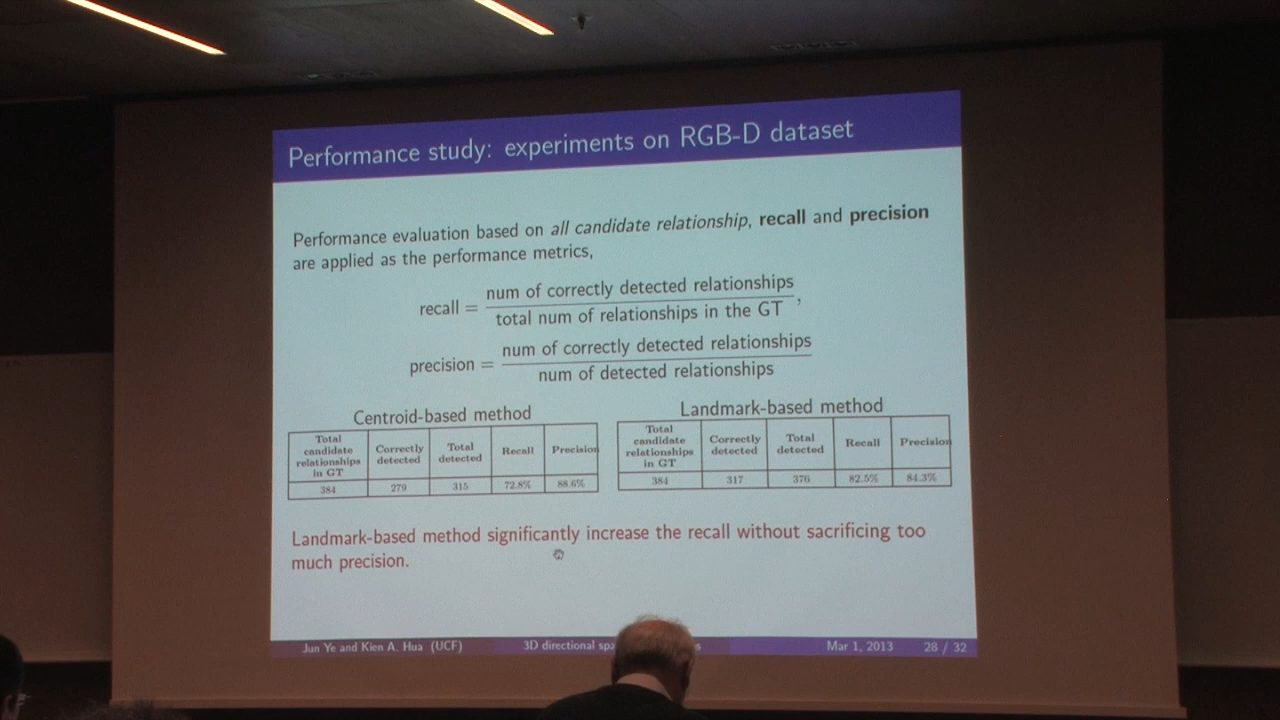 Performance study: experiments on RGB-D dataset
Performance evaluation based on all candidate relationship, recall and precision
are applied as the performance metrics,
recall = num of correctly detected relationships / total num of relationships in the GT ,
precision = num of correctly detected relationships / num of detected relationships
Centroid-based method
Total candidate relationships in GT | Correctly detected | Total detected | Recall | Precision
384 | 279 | 315 | 72.8% | 88.6%
Landmark-based method
Total candidate relationships in GT | Correctly detected | Total detected | Recall | Precision
384 | 317 | 376 | 82.5% | 84.3%
Landmark-based method significantly increase the recall without sacrificing too
much precision.
Jun Ye and Kien A. Hua (UCF) 3D directional Mar 1, 2013 28 / 32